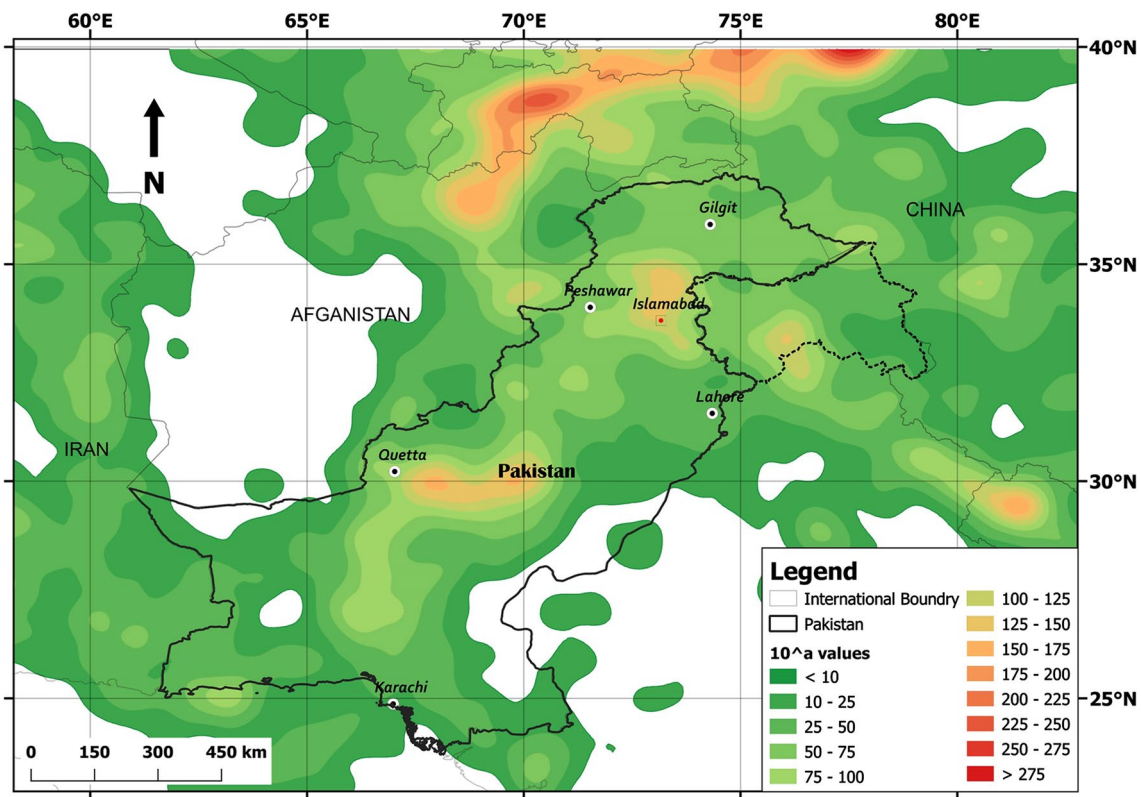 60°E 65°E 70°E 75°E 80°E
40°N
N
Gilgit
CHINA
35°N
Peshawar
Islamabad
AFGANISTAN
Lahore
IRAN
Quetta
Pakistan
30°N
Karachi
25°N
0 150 300 450 km
Legend
International Boundry
Pakistan
10^a values
< 10
10 - 25
25 - 50
50 - 75
75 - 100
100 - 125
125 - 150
150 - 175
175 - 200
200 - 225
225 - 250
250 - 275
> 275